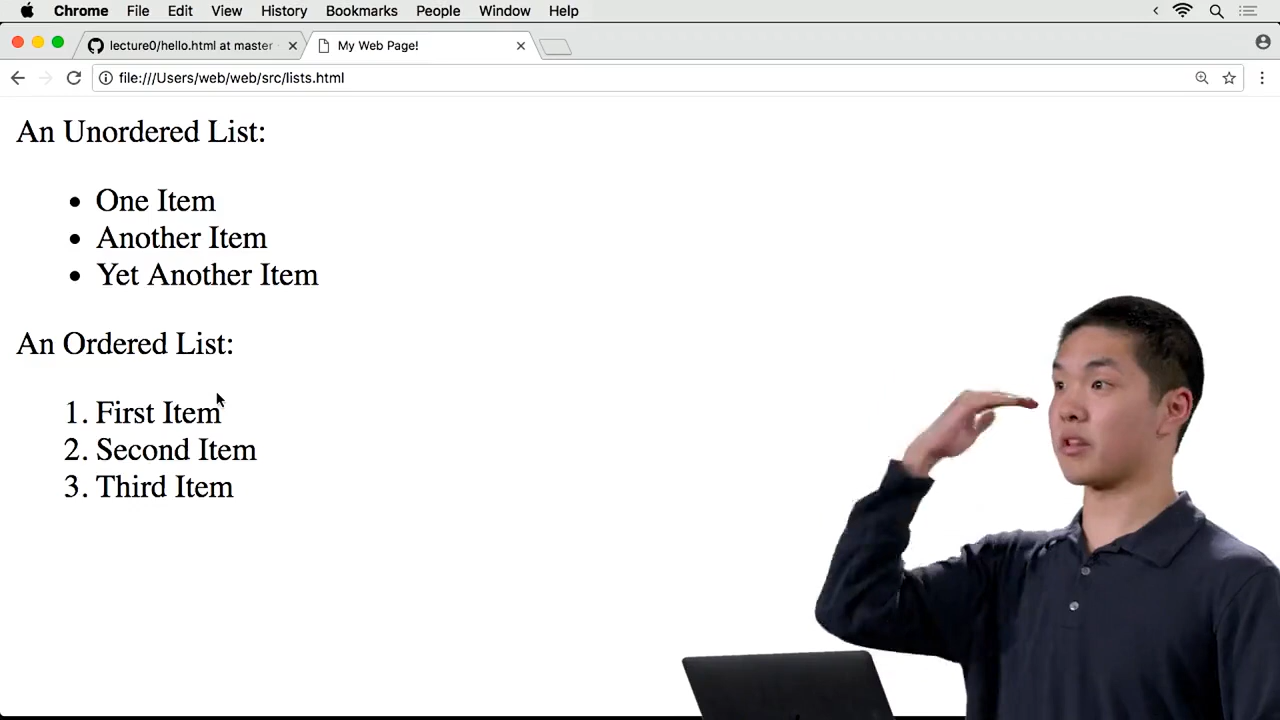 Chrome File Edit View History Bookmarks People Window Help
lecture0/hello.html at master
My Web Page!
file:///Users/web/web/src/lists.html
An Unordered List:
• One Item
• Another Item
• Yet Another Item
An Ordered List:
1. First Item
2. Second Item
3. Third Item